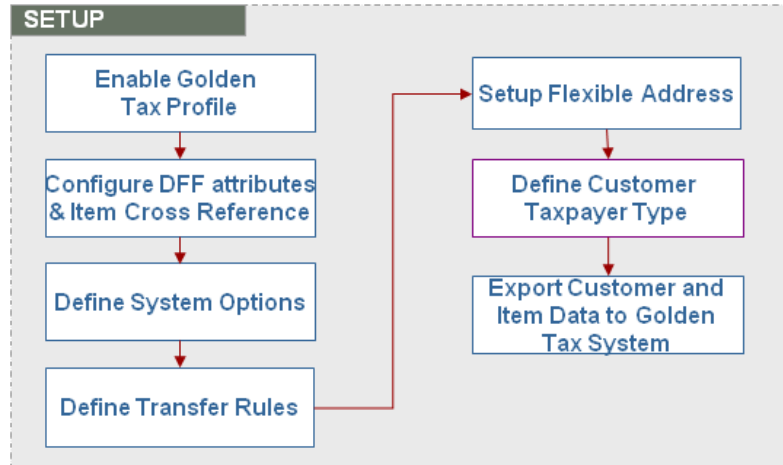 SETUP
Enable Golden
Tax Profile
Configure DFF attributes
& Item Cross Reference
Define System Options
Define Transfer Rules
Setup Flexible Address
Define Customer
Taxpayer Type
Export Customer and
Item Data to Golden
Tax System